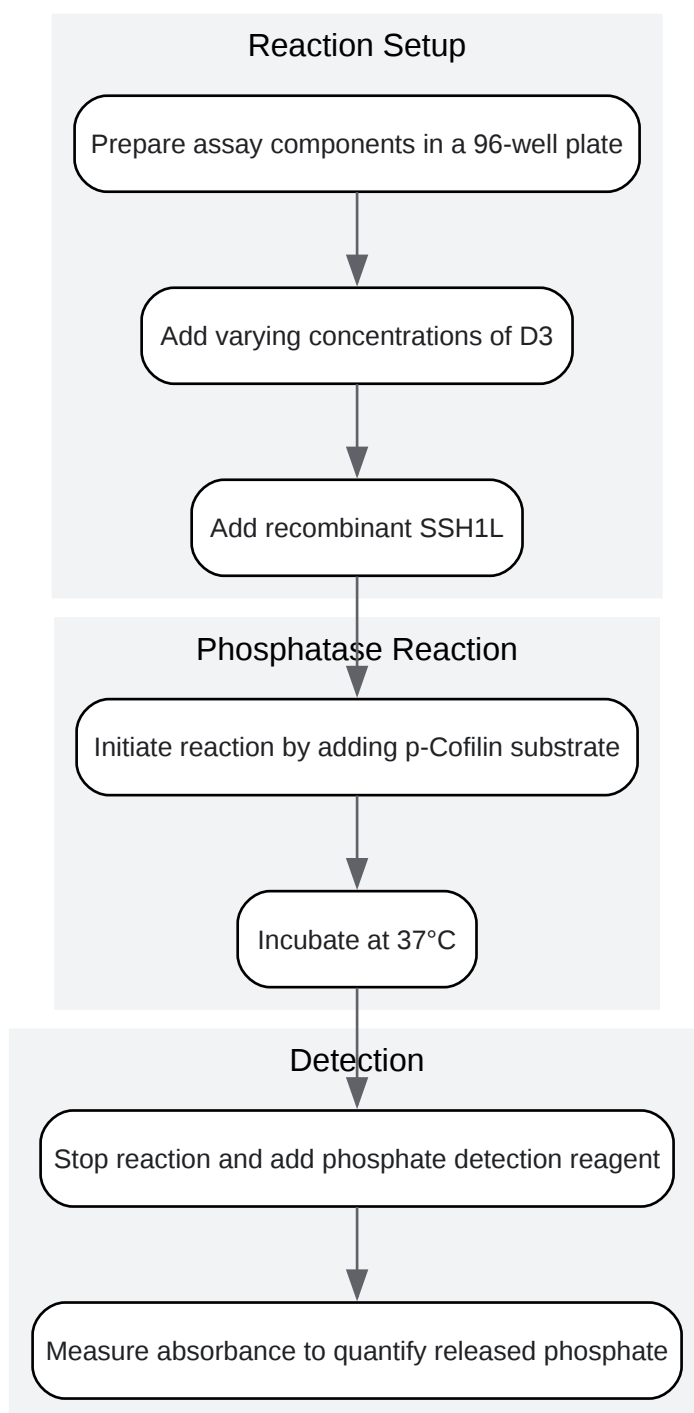 Reaction Setup
Prepare assay components in a 96-well plate
Add varying concentrations of D3
Add recombinant SSH1L
Phosphatase Reaction
Initiate reaction by adding p-Cofilin substrate
Incubate at 37°C
Detection
Stop reaction and add phosphate detection reagent
Measure absorbance to quantify released phosphate